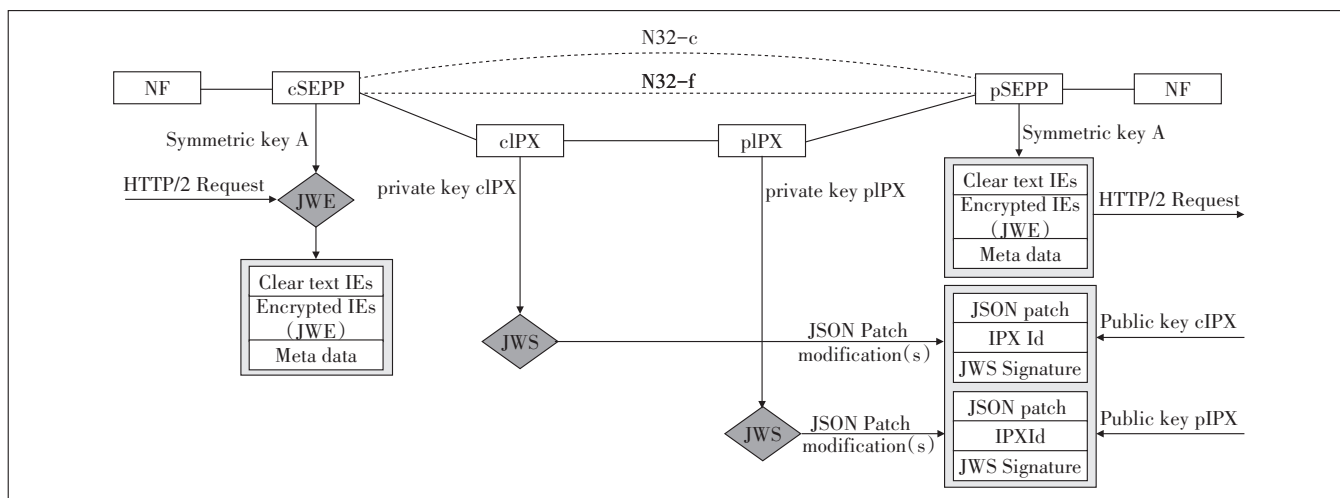 N32-c
NF
cSEPP
N32-f
pSEPP
NF
Symmetric key A
cIPX
pIPX
Symmetric key A
HTTP/2 Request
JWE
private key cIPX
private key pIPX
Clear text IEs
Encrypted IEs
(JWE)
Meta data
HTTP/2 Request
Clear text IEs
Encrypted IEs
(JWE)
Meta data
JWS
JSON Patch
modification(s)
JSON patch
IPX Id
JWS Signature
Public key cIPX
JWS
JSON Patch
modification(s)
JSON patch
IPXId
JWS Signature
Public key pIPX